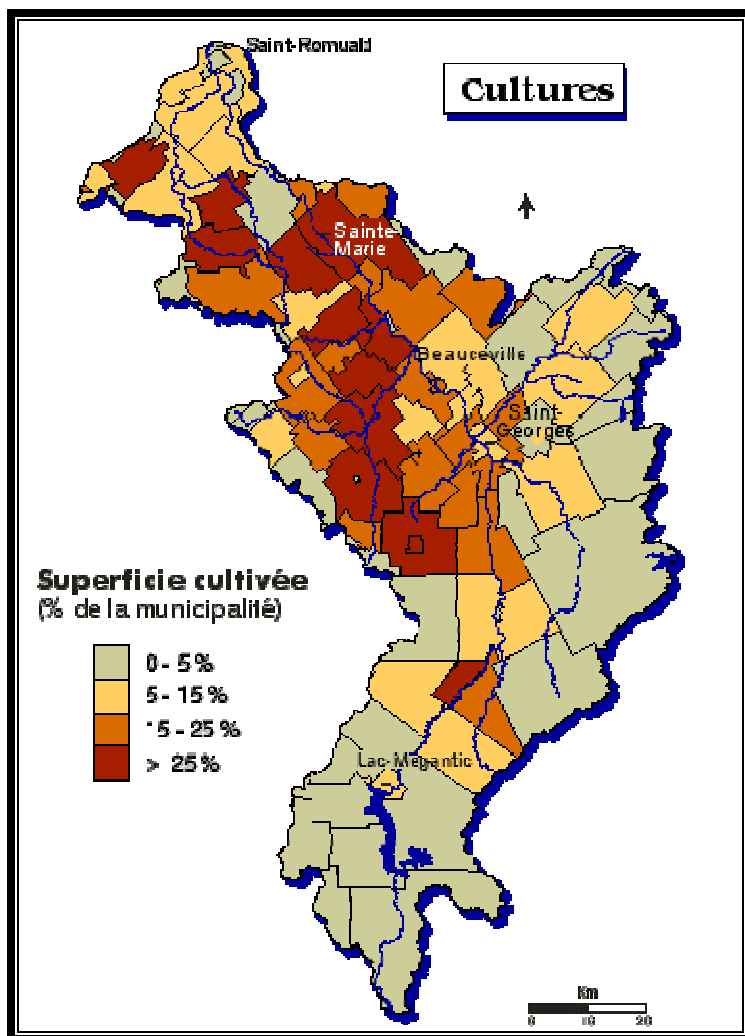 Saint-Romuald
Cultures
Sainte-
Marie
Beauceville
Saint-
Georges
Superficie cultivée
(% de la municipalité)
0 - 5 %
5 - 15 %
15 - 25 %
> 25 %
Lac-Mégantic
Km
0 10 20